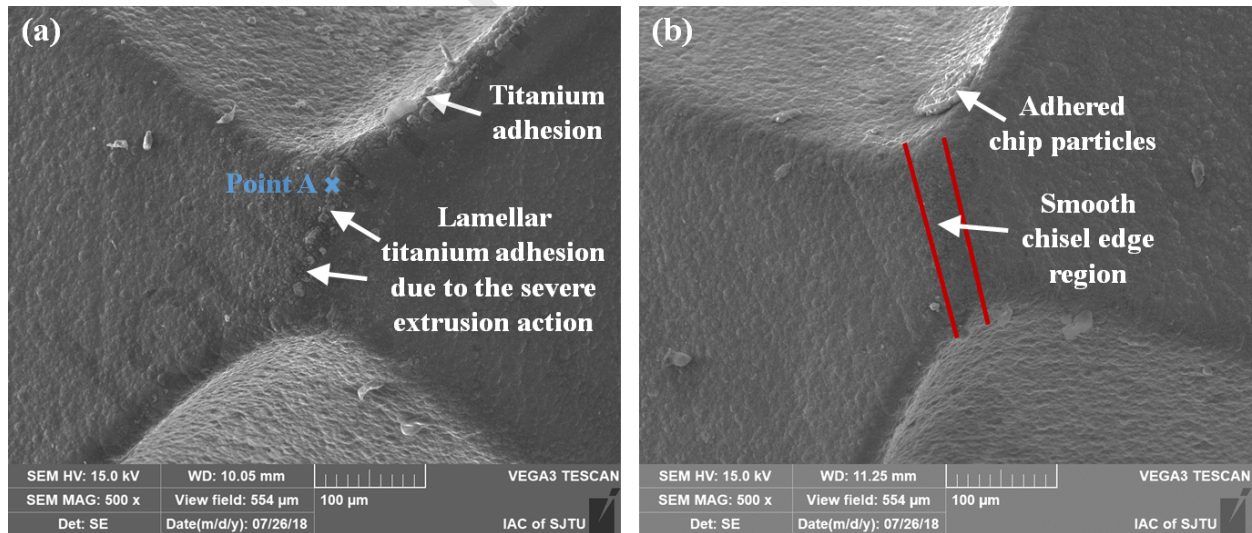 (a)
Titanium
adhesion
Point A
Lamellar
titanium adhesion
due to the severe
extrusion action
SEM HV: 15.0 kV WD: 10.05 mm VEGA3 TESCAN
SEM MAG: 500 x View field: 554 µm 100 µm
Det: SE Date(m/d/y): 07/26/18 IAC of SJTU
(b)
Adhered
chip particles
Smooth
chisel edge
region
SEM HV: 15.0 kV WD: 11.25 mm VEGA3 TESCAN
SEM MAG: 500 x View field: 554 µm 100 µm
Det: SE Date(m/d/y): 07/26/18 IAC of SJTU